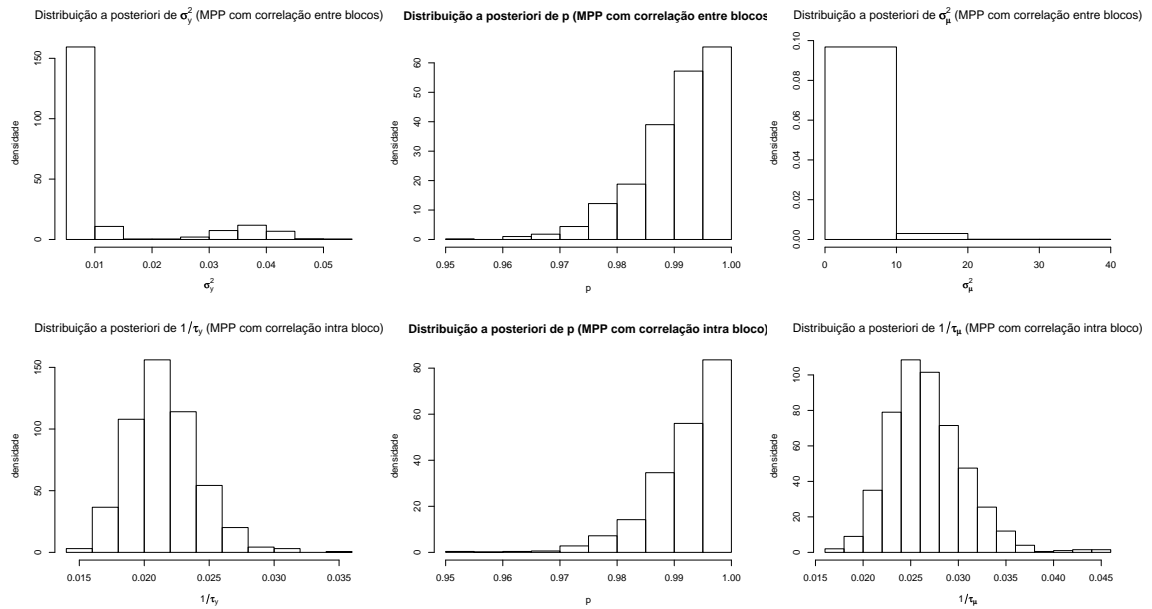 Distribuição a posteriori de σ²y (MPP com correlação entre blocos)
densidade
0 50 100 150
0.01 0.02 0.03 0.04 0.05
σ²y
Distribuição a posteriori de p (MPP com correlação entre blocos
densidade
0 10 20 30 40 50 60
0.95 0.96 0.97 0.98 0.99 1.00
p
Distribuição a posteriori de σ²μ (MPP com correlação entre blocos)
densidade
0.00 0.02 0.04 0.06 0.08 0.10
0 10 20 30 40
σ²μ
Distribuição a posteriori de 1/τy (MPP com correlação intra bloco)
densidade
0 50 100 150
0.015 0.020 0.025 0.030 0.035
1/τy
Distribuição a posteriori de p (MPP com correlação intra bloco)
densidade
0 20 40 60 80
0.95 0.96 0.97 0.98 0.99 1.00
p
Distribuição a posteriori de 1/τμ (MPP com correlação intra bloco)
densidade
0 20 40 60 80 100
0.015 0.020 0.025 0.030 0.035 0.040 0.045
1/τμ